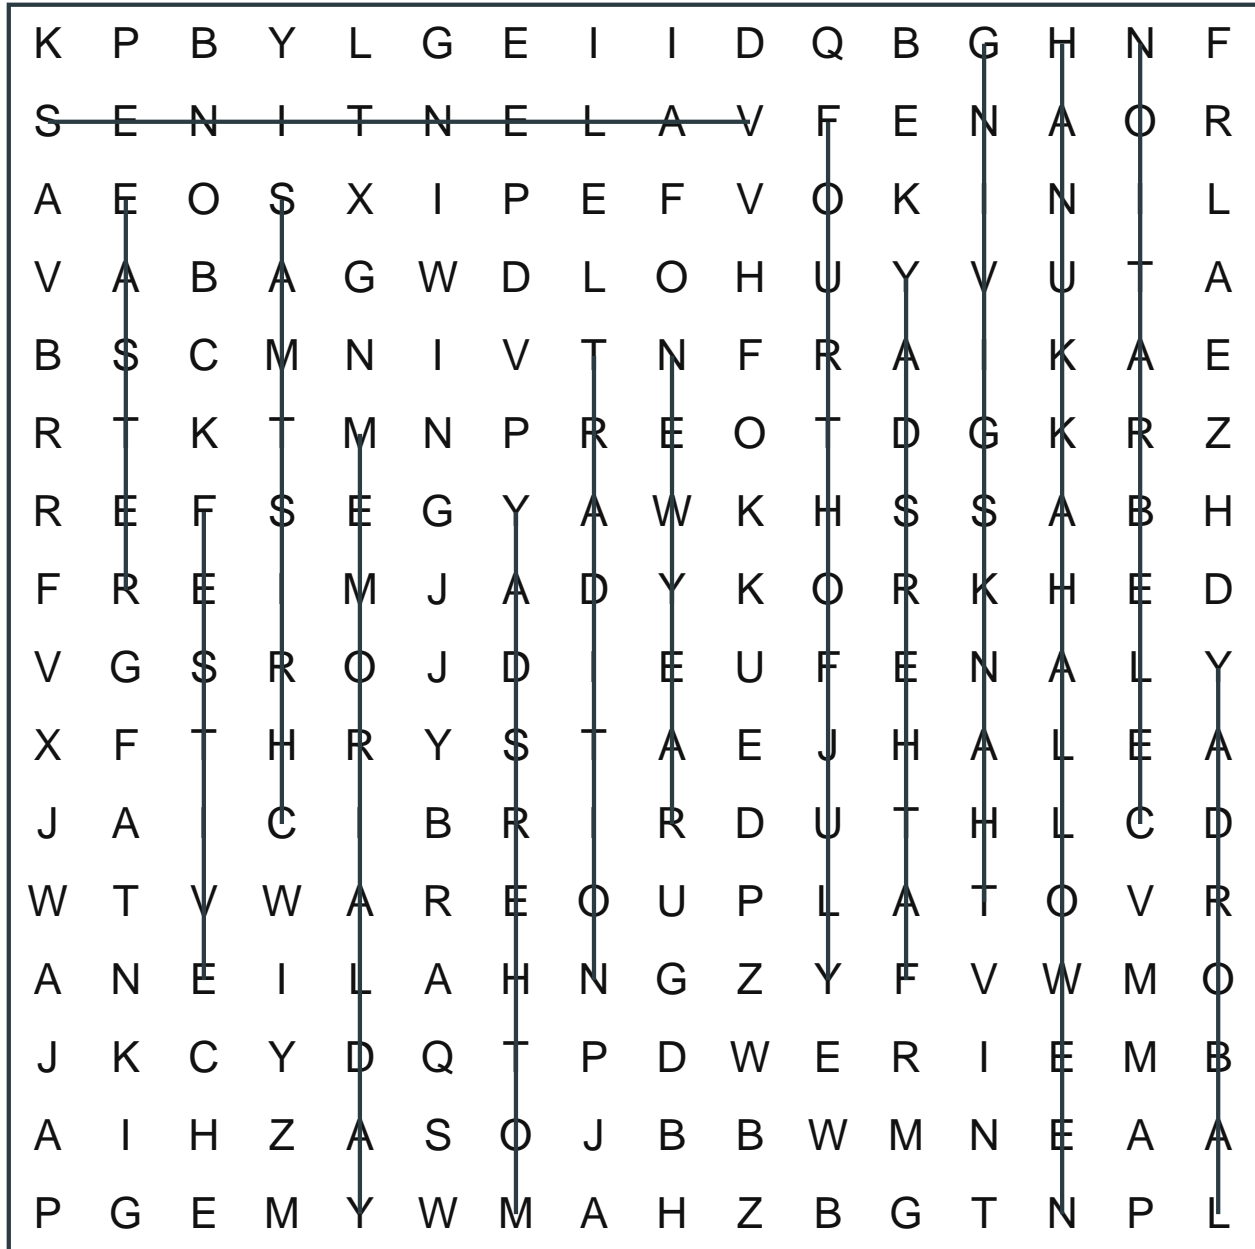 K P B Y L G E I I D Q B G H N F
S E N I T N E L A V F E N A O R
A E O S X I P E F V O K I N I L
V A B A G W D L O H U Y V U T A
B S C M N I V T N F R A I K A E
R T K T M N P R E O T D G K R Z
R E F S E G Y A W K H S S A B H
F R E I M J A D Y K O R K H E D
V G S R O J D I E U F E N A L Y
X F T H R Y S T A E J H A L E A
J A I C I B R I R D U T H L C D
W T V W A R E O U P L A T O V R
A N E I L A H N G Z Y F V W M O
J K C Y D Q T P D W E R I E M B
A I H Z A S O J B B W M N E A A
P G E M Y W M A H Z B G T N P L